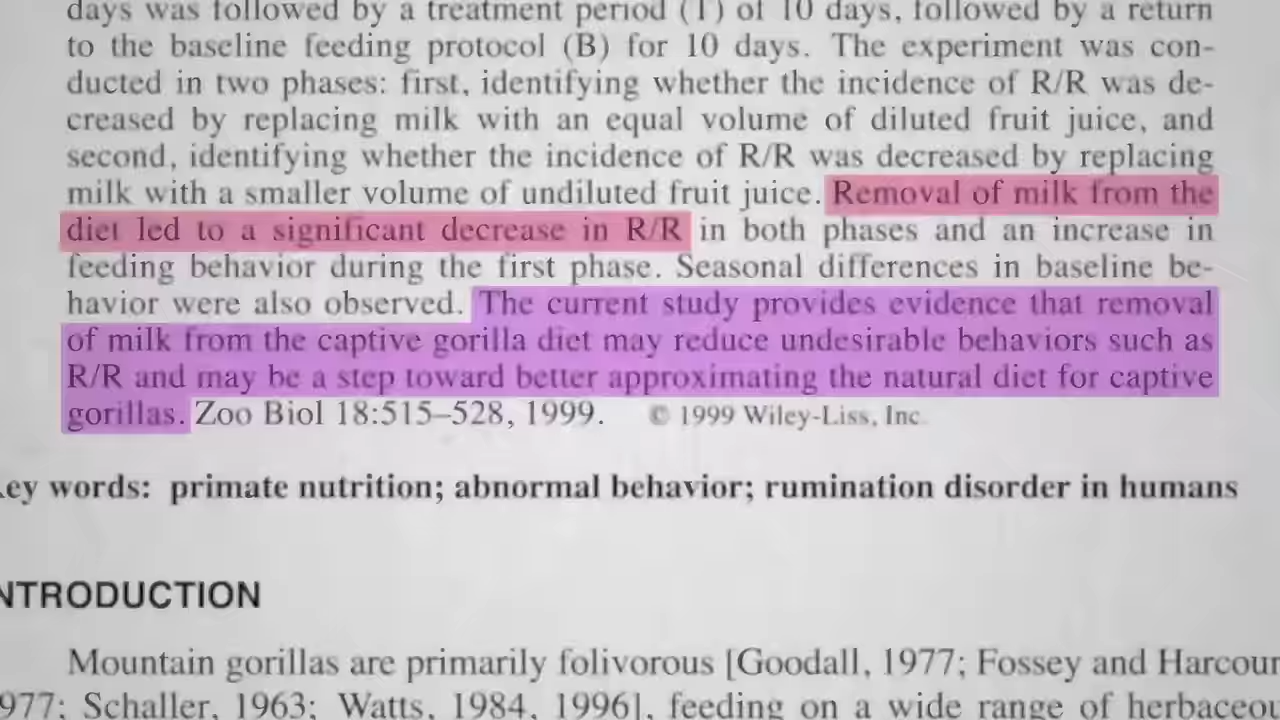 days was followed by a treatment period (T) of 10 days, followed by a return
to the baseline feeding protocol (B) for 10 days. The experiment was con-
ducted in two phases: first, identifying whether the incidence of R/R was de-
creased by replacing milk with an equal volume of diluted fruit juice, and
second, identifying whether the incidence of R/R was decreased by replacing
milk with a smaller volume of undiluted fruit juice. Removal of milk from the
diet led to a significant decrease in R/R in both phases and an increase in
feeding behavior during the first phase. Seasonal differences in baseline be-
havior were also observed. The current study provides evidence that removal
of milk from the captive gorilla diet may reduce undesirable behaviors such as
R/R and may be a step toward better approximating the natural diet for captive
gorillas. Zoo Biol 18:515–528, 1999. © 1999 Wiley-Liss, Inc.
ey words: primate nutrition; abnormal behavior; rumination disorder in humans
NTRODUCTION
Mountain gorillas are primarily folivorous [Goodall, 1977; Fossey and Harcour
977; Schaller, 1963; Watts, 1984, 1996], feeding on a wide range of herbaceou